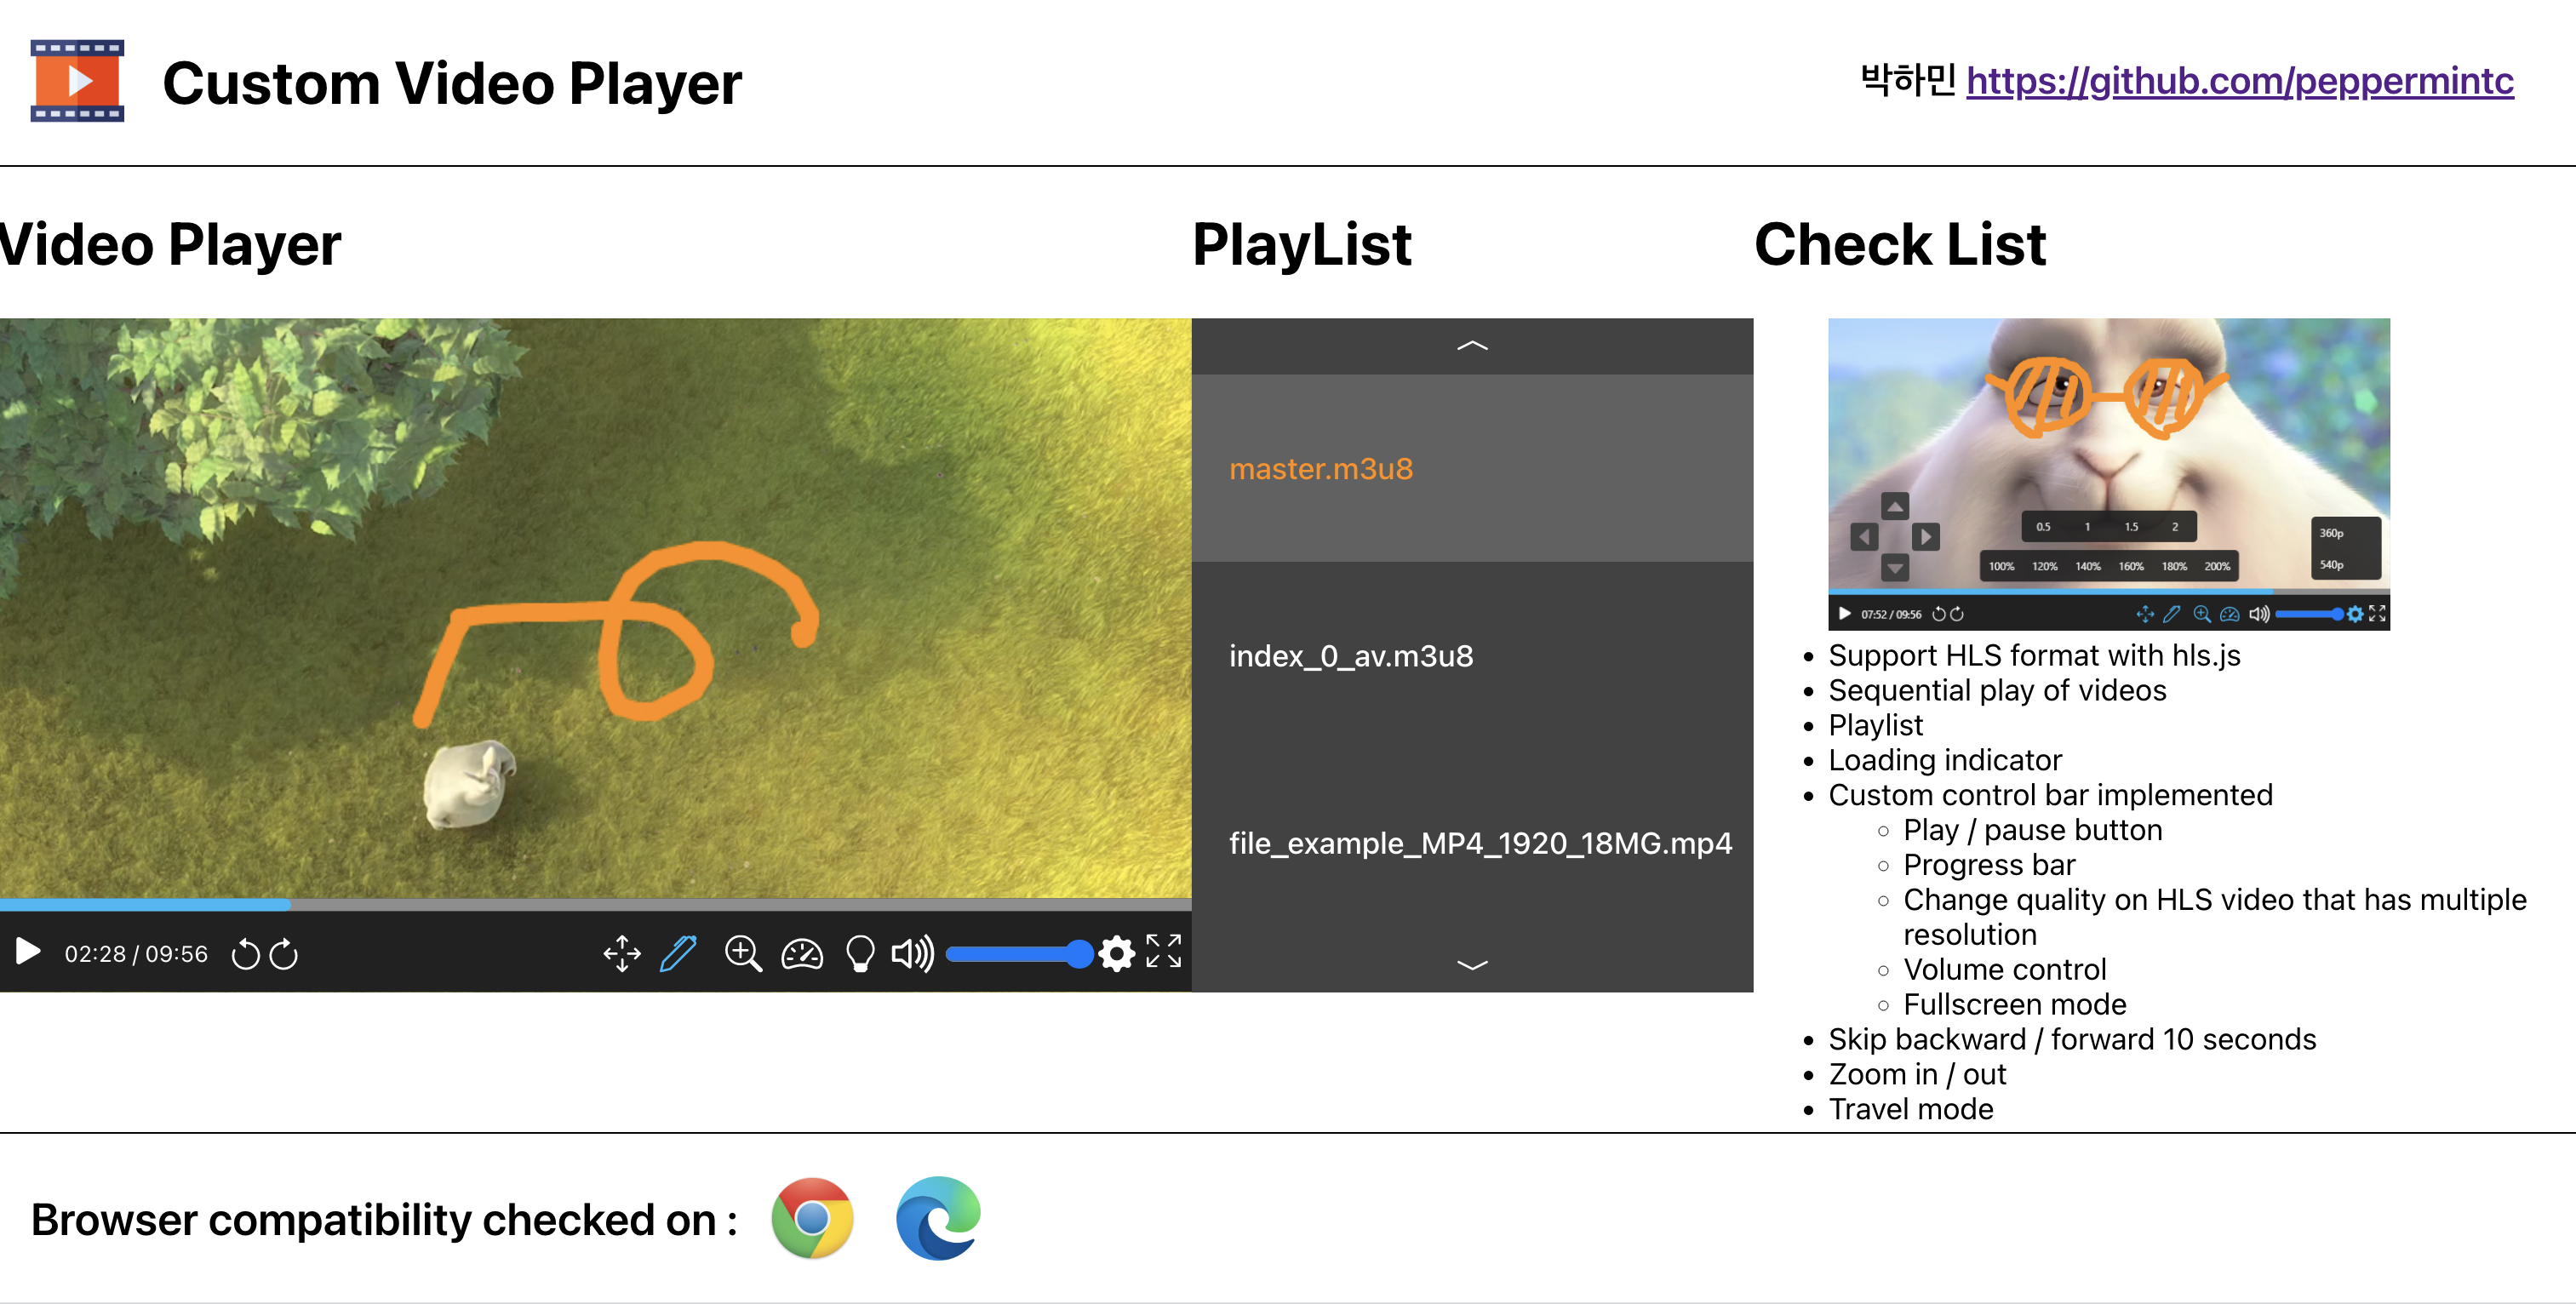 Custom Video Player
박하민 https://github.com/peppermintc
Video Player
PlayList
Check List
master.m3u8
index_0_av.m3u8
file_example_MP4_1920_18MG.mp4
02:28 / 09:56
0.5 1 1.5 2
100% 120% 140% 160% 180% 200%
360p
540p
07:52 / 09:56
Support HLS format with hls.js
Sequential play of videos
Playlist
Loading indicator
Custom control bar implemented
Play / pause button
Progress bar
Change quality on HLS video that has multiple
resolution
Volume control
Fullscreen mode
Skip backward / forward 10 seconds
Zoom in / out
Travel mode
Browser compatibility checked on :